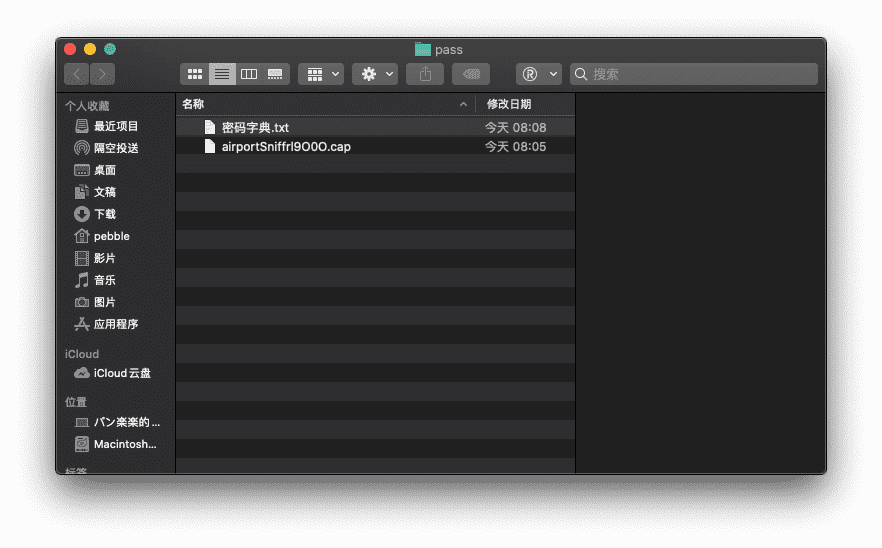 pass
搜索
个人收藏
最近项目
隔空投送
桌面
文稿
下载
pebble
影片
音乐
图片
应用程序
iCloud
iCloud 云盘
位置
パン楽楽的 ...
Macintosh...
标签
名称 修改日期
密码字典.txt 今天 08:08
airportSniffrI9O0O.cap 今天 08:05